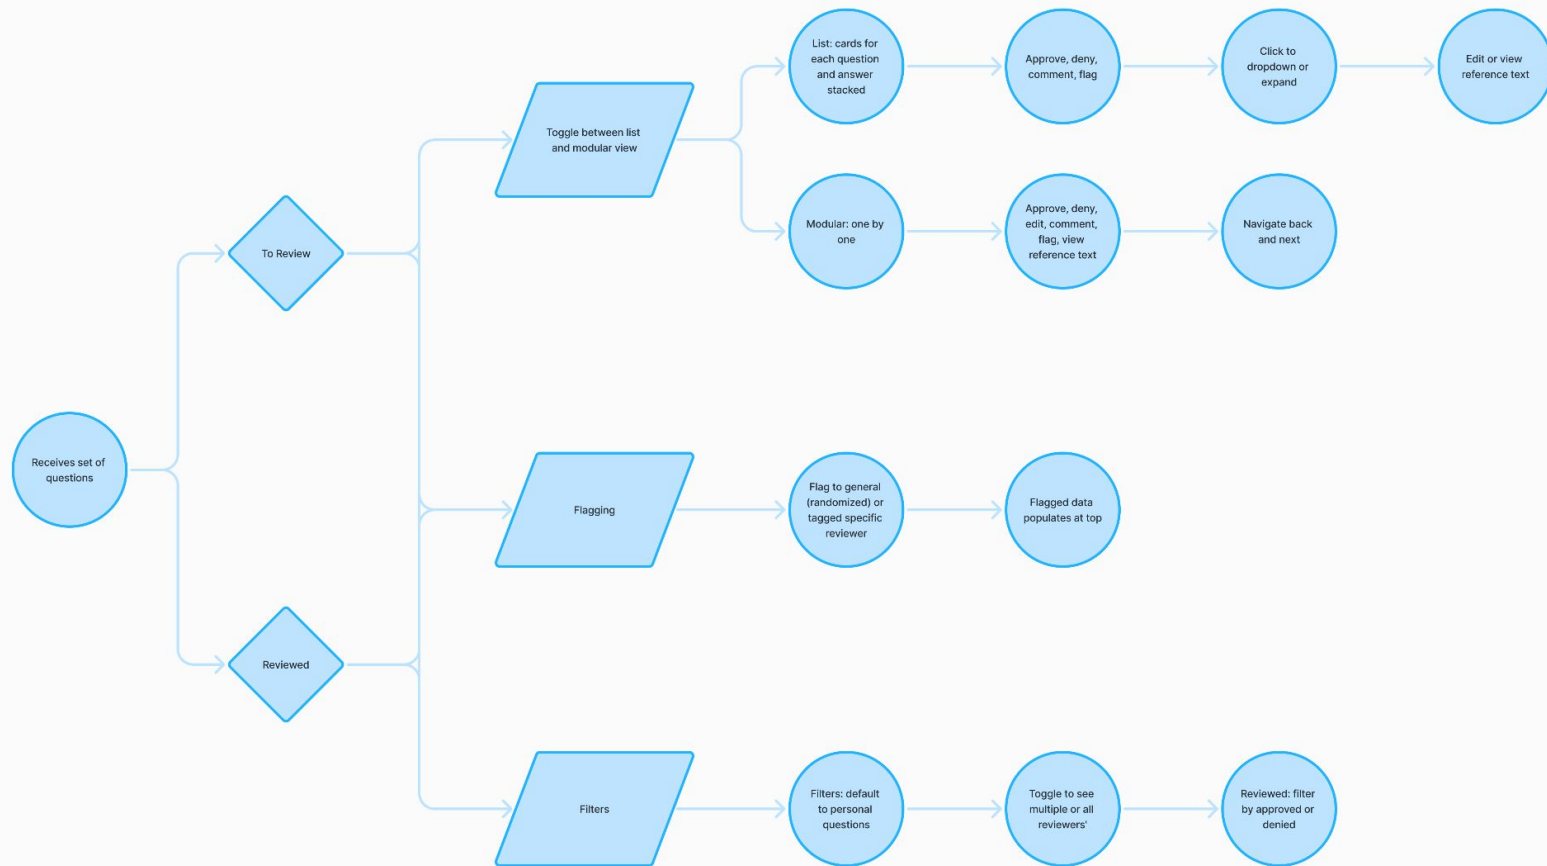 List: cards for
each question
and answer
stacked
Approve, deny,
comment, flag
Click to
dropdown or
expand
Edit or view
reference text
Toggle between list
and modular view
Modular: one by
one
Approve, deny,
edit, comment,
flag, view
reference text
Navigate back
and next
To Review
Receives set of
questions
Flagging
Flag to general
(randomized) or
tagged specific
reviewer
Flagged data
populates at top
Reviewed
Filters
Filters: default
to personal
questions
Toggle to see
multiple or all
reviewers'
Reviewed: filter
by approved or
denied